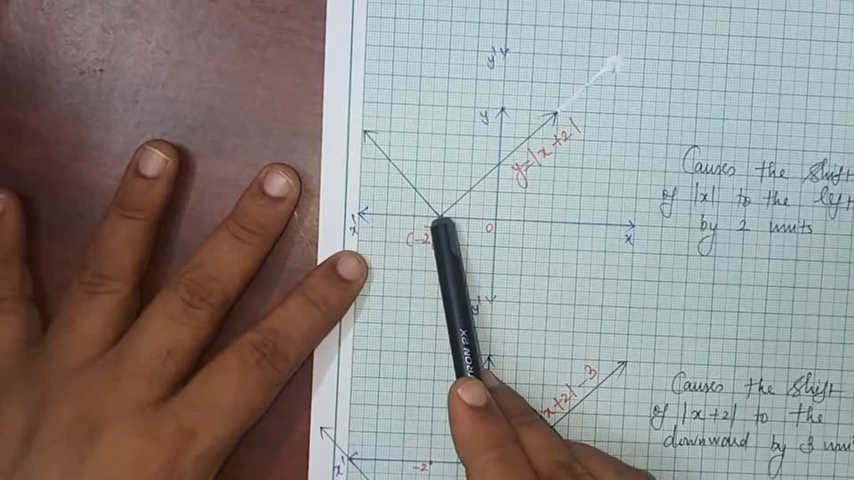 y'
y
y=|x+2|
x'
(-2
0
x
y'
Causes the shift
of |x| to the left
by 2 units
x+2|-3
Causes the shift
of |x+2| to the
downward by 3
x'
-2